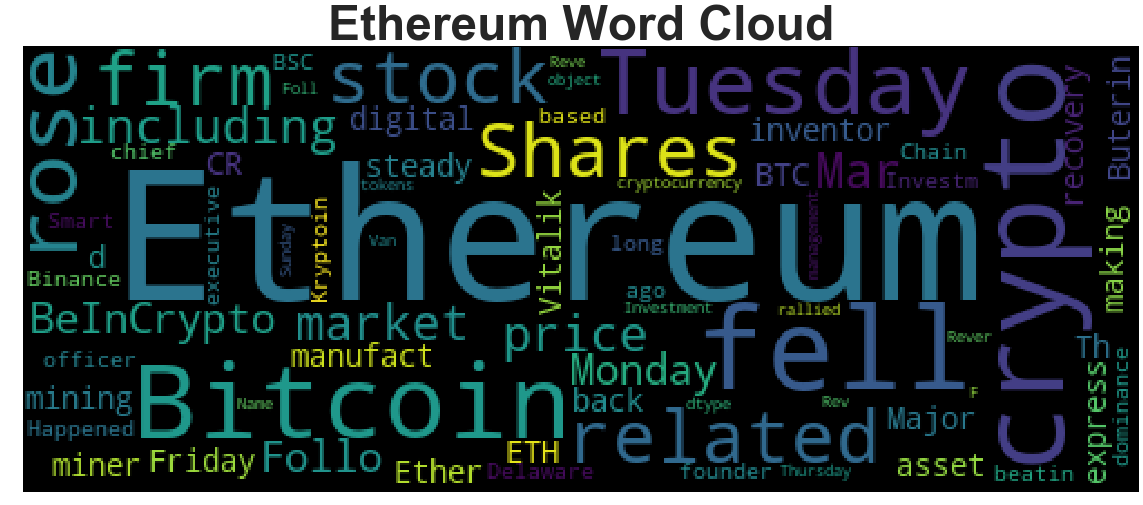 Ethereum Word Cloud
rose
firm
BSC
Foll
stock
Reve
object
Tuesday
crypto
recovery
Buterin
including
digital
based
Shares
inventor
chief
CR
steady
tokens
cryptocurrency
BTC
Mar
Chain
Investm
Ethereum
Smart
executive
Sunday
Kryptoin
Van
Vitalik
long
management
making
d
Binance
ago
Investment
rallied
BeInCrypto
market
price
fell
Rever
Th
officer
manufact
Monday
mining
Bitcoin
Name
back
dtype
Rev
F
Major
express
dominance
Happened
related
miner
Friday
Follo
Ether
ETH
Delaware
founder
Thursday
asset
beatin